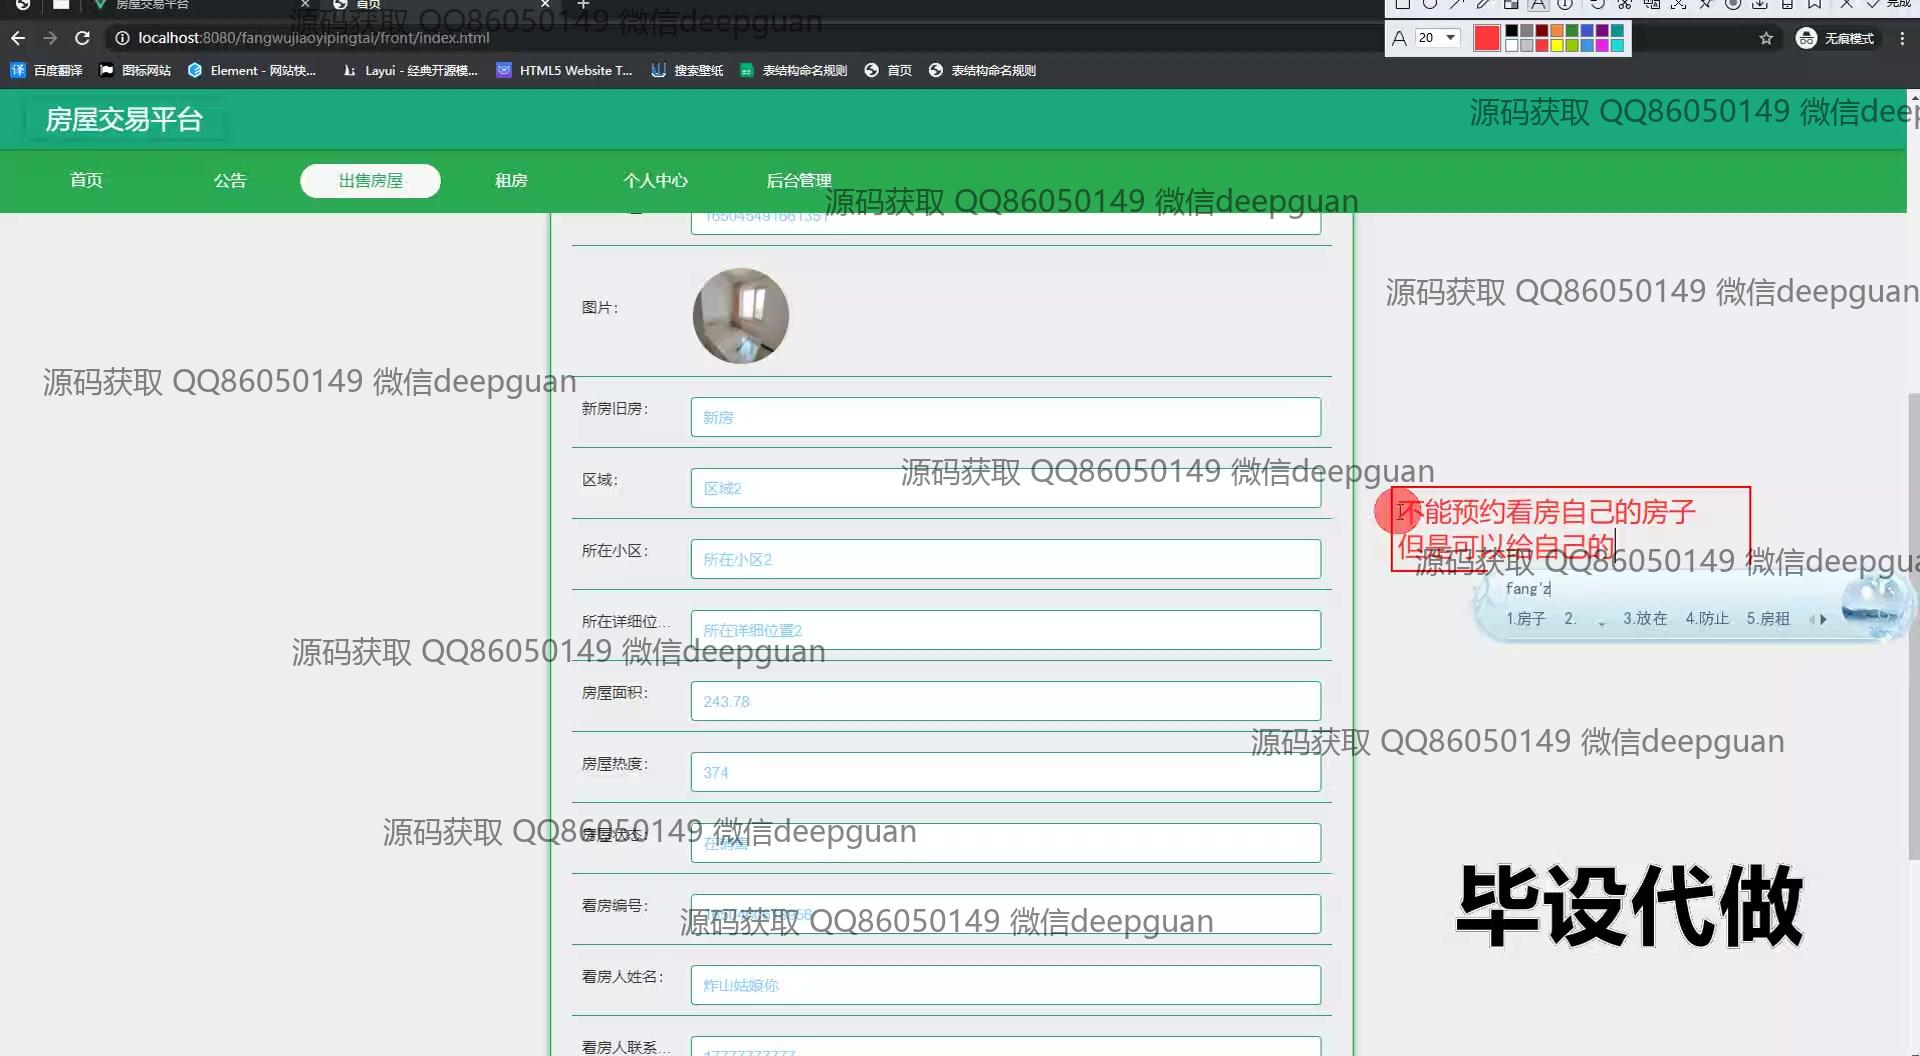 房屋交易平台
首页
完成
localhost:8080/fangwujiaoyipingtai/front/index.html
A 20
无痕模式
百度翻译
图标网站
Element - 网站快...
Layui - 经典开源模...
HTML5 Website T...
搜索壁纸
表结构命名规则
首页
表结构命名规则
源码获取 QQ86050149 微信deepguan
房屋交易平台
源码获取 QQ86050149 微信deep
首页
公告
出售房屋
租房
个人中心
后台管理
源码获取 QQ86050149 微信deepguan
图片：
源码获取 QQ86050149 微信deepguan
源码获取 QQ86050149 微信deepguan
新房旧房：
新房
区域：
区域2
源码获取 QQ86050149 微信deepguan
不能预约看房自己的房子
但是可以给自己的
所在小区：
所在小区2
源码获取 QQ86050149 微信deepgua
fang'z
1.房子 2. 3.放在 4.防止 5.房租
所在详细位...
所在详细位置2
源码获取 QQ86050149 微信deepguan
房屋面积：
243.78
源码获取 QQ86050149 微信deepguan
房屋热度：
374
房屋状态：
源码获取 QQ86050149 微信deepguan
看房编号：
源码获取 QQ86050149 微信deepguan
毕设代做
看房人姓名：
炸山姑娘你
看房人联系...
17777777777